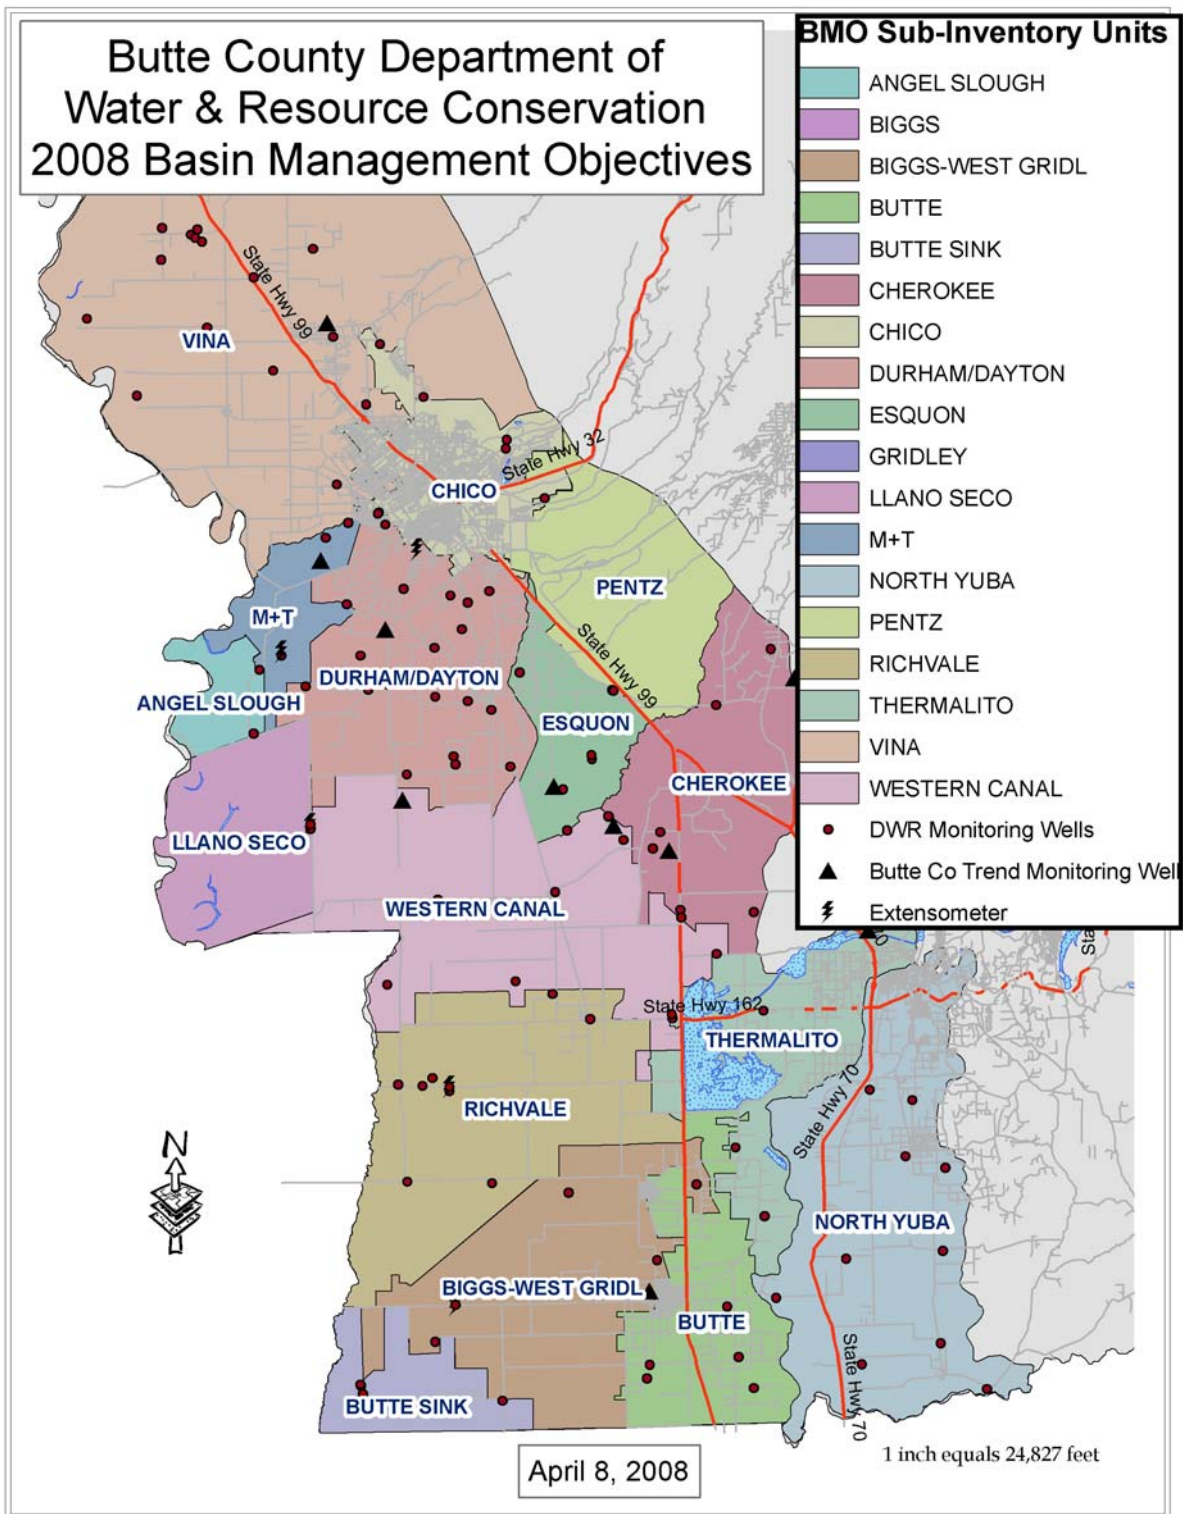 Butte County Department of
Water & Resource Conservation
2008 Basin Management Objectives
BMO Sub-Inventory Units
ANGEL SLOUGH
BIGGS
BIGGS-WEST GRIDL
BUTTE
BUTTE SINK
CHEROKEE
CHICO
DURHAM/DAYTON
ESQUON
GRIDLEY
LLANO SECO
M+T
NORTH YUBA
PENTZ
RICHVALE
THERMALITO
VINA
WESTERN CANAL
DWR Monitoring Wells
Butte Co Trend Monitoring Well
Extensometer
State Hwy 99
VINA
State Hwy 32
CHICO
PENTZ
M+T
State Hwy 99
DURHAM/DAYTON
ANGEL SLOUGH
ESQUON
CHEROKEE
LLANO SECO
WESTERN CANAL
State Hwy 162
THERMALITO
State Hwy 70
RICHVALE
N
NORTH YUBA
BIGGS-WEST GRIDL
BUTTE
State Hwy 70
BUTTE SINK
1 inch equals 24,827 feet
April 8, 2008